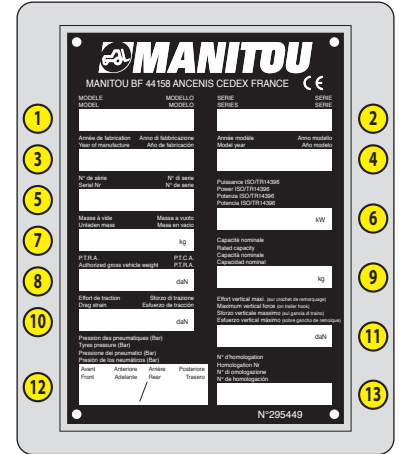 MANITOU
MANITOU BF 44158 ANCENIS CEDEX FRANCE CE
MODELE MODELLO
MODEL MODELO
1
SERIE SERIE
SERIES SERIE
2
Année de fabrication Anno di fabbricazione
Year of manufacture Año de fabricación
3
Année modèle Anno modello
Model year Año modelo
4
N° de série N° di serie
Serial Nr N° de serie
5
Puissance ISO/TR14396
Power ISO/TR14396
Potenza ISO/TR14396
Potencia ISO/TR14396
kW
6
Masse à vide Massa a vuoto
Unladen mass Masa en vacio
kg
7
P.T.R.A. P.T.C.A.
Authorized gross vehicle weight P.T.R.A.
daN
8
Capacité nominale
Rated capacity
Capacità nominale
Capacidad nominal
kg
9
Effort de traction Sforzo di trazione
Drag strain Esfuerzo de tracción
daN
10
Effort vertical maxi. (sur crochet de remorquage)
Maximum vertical force (on trailer hook)
Sforzo verticale massimo (sul gancio di traino)
Esfuerzo vertical máximo (sobre gancho de remolque)
daN
11
Pression des pneumatiques (Bar)
Tyres pressure (Bar)
Pressione dei pneumatici (Bar)
Presión de los neumáticos (Bar)
Avant Anteriore Arrière Posteriore
Front Adelante Rear Trasero
/
12
N° d'homologation
Homologation Nr
N° di omologazione
N° de homologación
13
N°295449